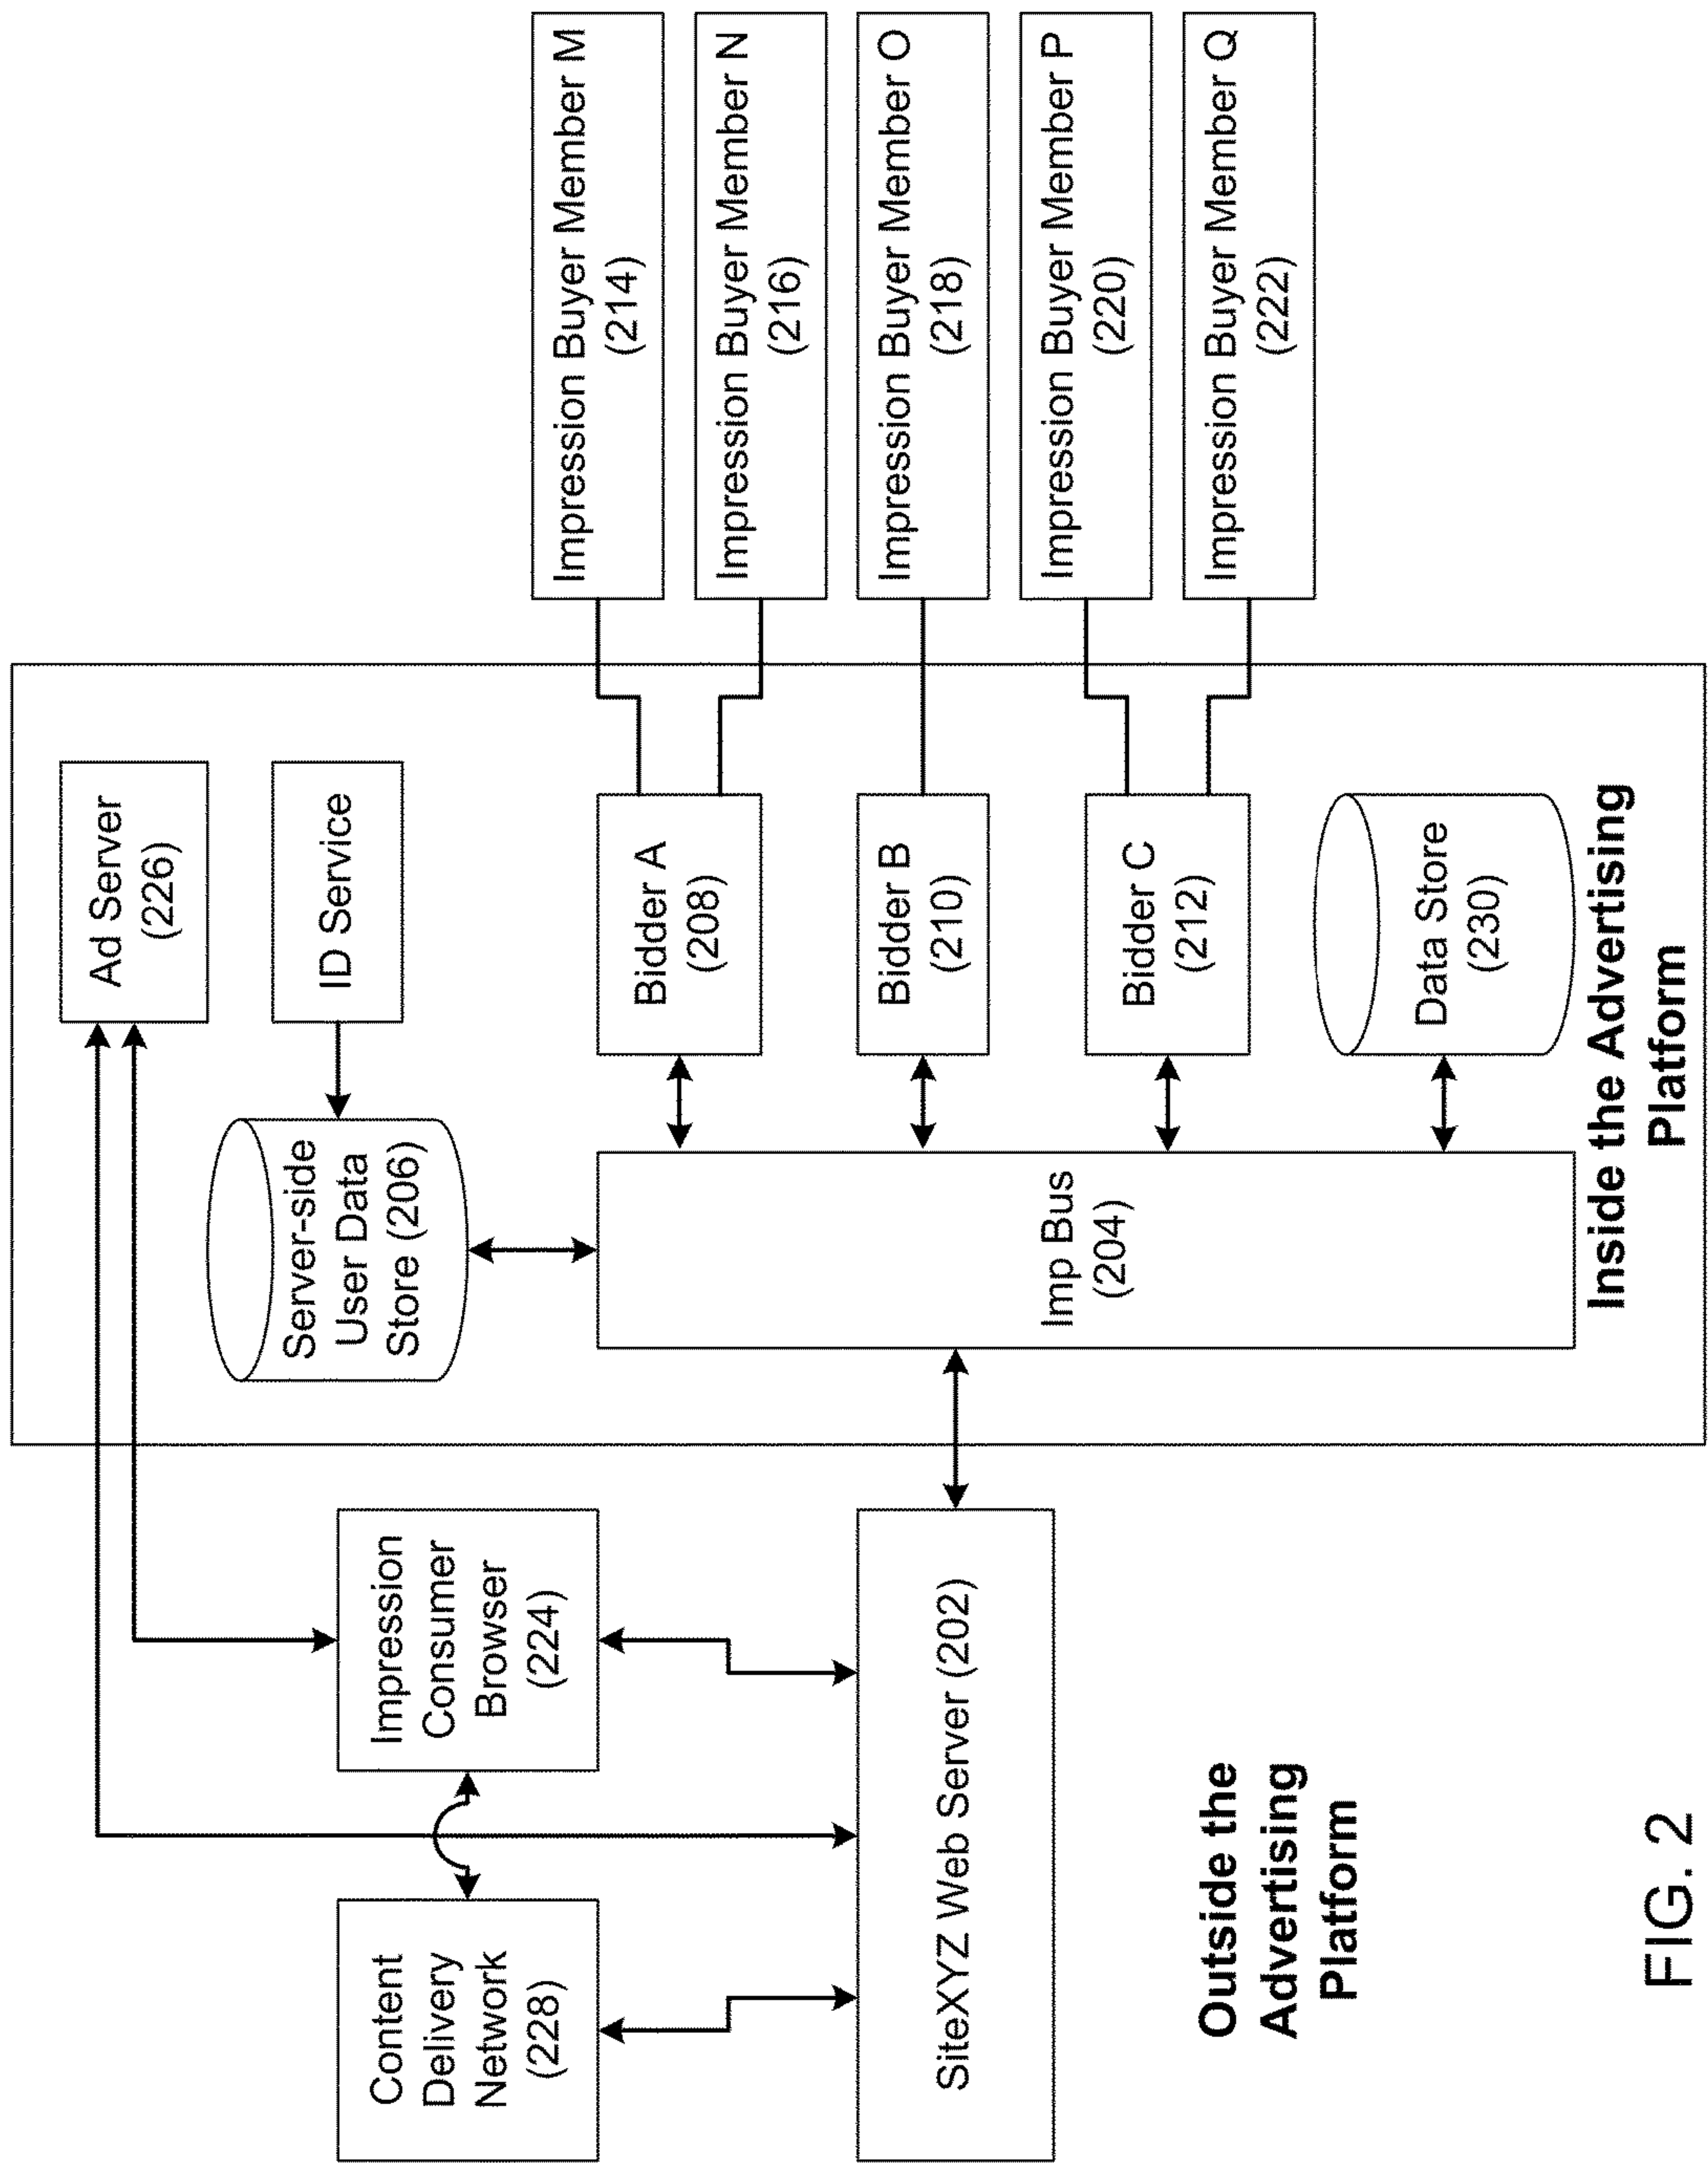 Content
Delivery
Network
(228)
Impression
Consumer
Browser
(224)
SiteXYZ Web Server (202)
Outside the
Advertising
Platform
Ad Server
(226)
ID Service
Server-side
User Data
Store (206)
Imp Bus
(204)
Bidder A
(208)
Bidder B
(210)
Bidder C
(212)
Data Store
(230)
Inside the Advertising
Platform
Impression Buyer Member M
(214)
Impression Buyer Member N
(216)
Impression Buyer Member O
(218)
Impression Buyer Member P
(220)
Impression Buyer Member Q
(222)
FIG. 2